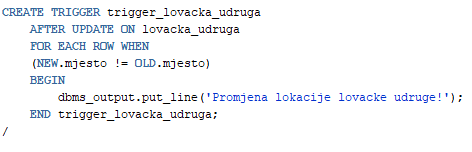 CREATE TRIGGER trigger_lovacka_udruga
AFTER UPDATE ON lovacka_udruga
FOR EACH ROW WHEN
(NEW.mjesto != OLD.mjesto)
BEGIN
dbms_output.put_line('Promjena lokacije lovacke udruge!');
END trigger_lovacka_udruga;
/